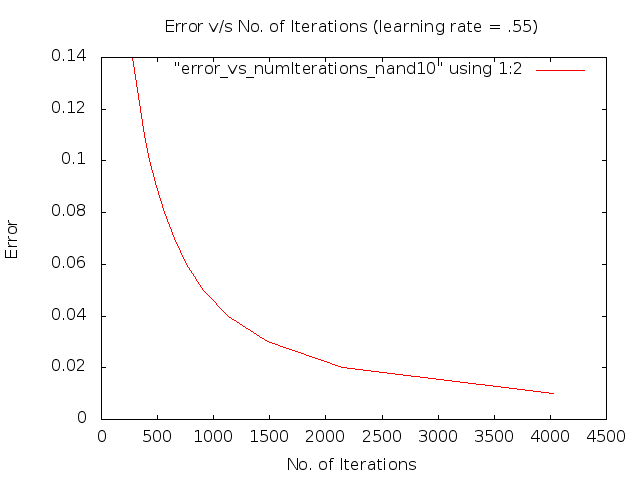 Error v/s No. of Iterations (learning rate = .55)
"error_vs_numIterations_nand10" using 1:2
0.14
0.12
0.1
0.08
0.06
0.04
0.02
0
Error
0 500 1000 1500 2000 2500 3000 3500 4000 4500
No. of Iterations